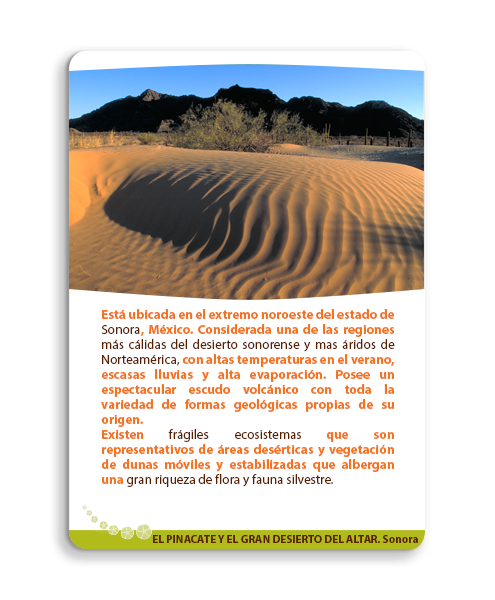 Está ubicada en el extremo noroeste del estado de
Sonora, México. Considerada una de las regiones
más cálidas del desierto sonorense y mas áridos de
Norteamérica, con altas temperaturas en el verano,
escasas lluvias y alta evaporación. Posee un
espectacular escudo volcánico con toda la
variedad de formas geológicas propias de su
origen.
Existen frágiles ecosistemas que son
representativos de áreas desérticas y vegetación
de dunas móviles y estabilizadas que albergan
una gran riqueza de flora y fauna silvestre.
EL PINACATE Y EL GRAN DESIERTO DEL ALTAR. Sonora